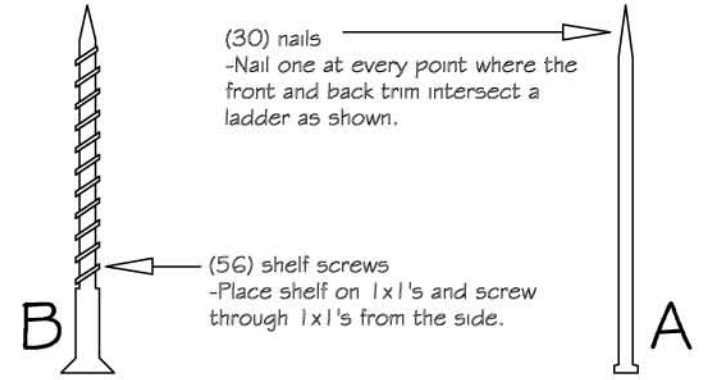 (30) nails
-Nail one at every point where the
front and back trim intersect a
ladder as shown.
(56) shelf screws
-Place shelf on 1x1's and screw
through 1x1's from the side.
B
A